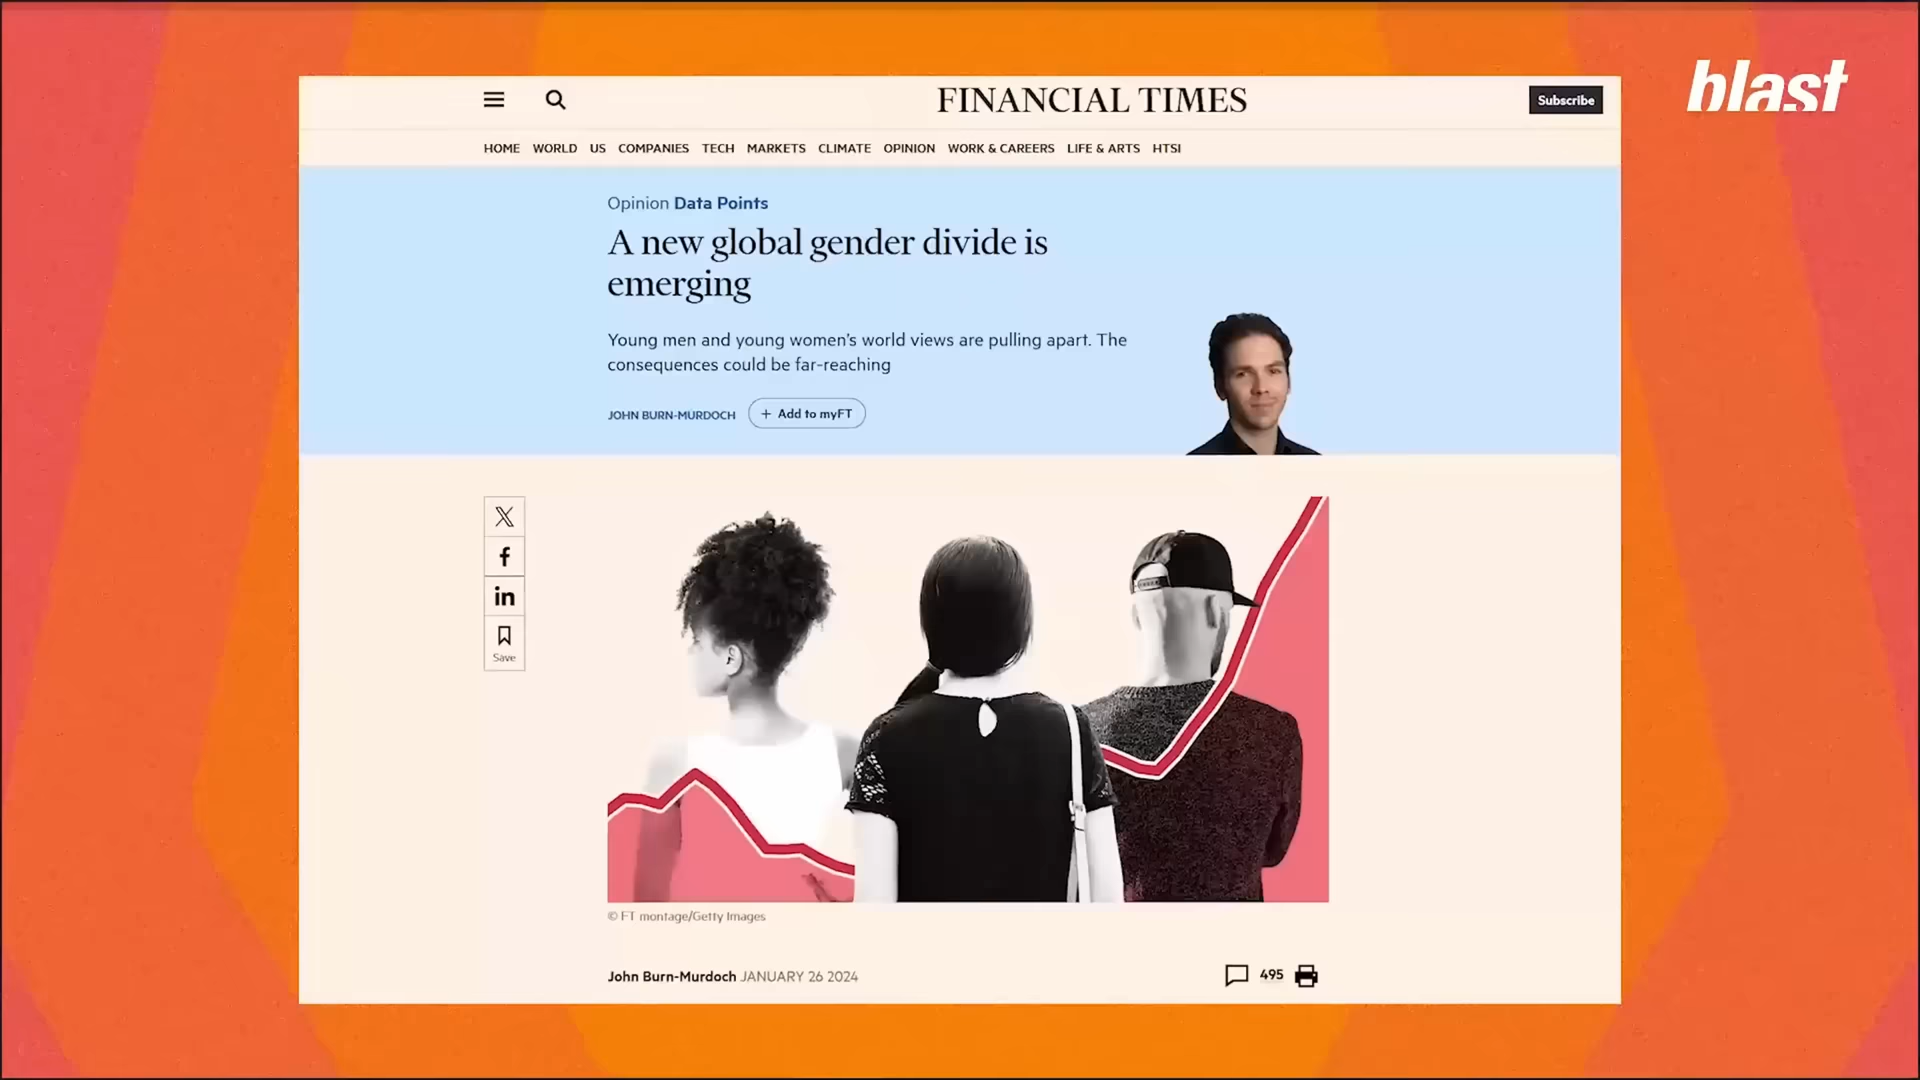 blast
FINANCIAL TIMES
Subscribe
HOME WORLD US COMPANIES TECH MARKETS CLIMATE OPINION WORK & CAREERS LIFE & ARTS HTSI
Opinion Data Points
A new global gender divide is
emerging
Young men and young women's world views are pulling apart. The
consequences could be far-reaching
JOHN BURN-MURDOCH + Add to myFT
X
f
in
Save
© FT montage/Getty Images
John Burn-Murdoch JANUARY 26 2024
495